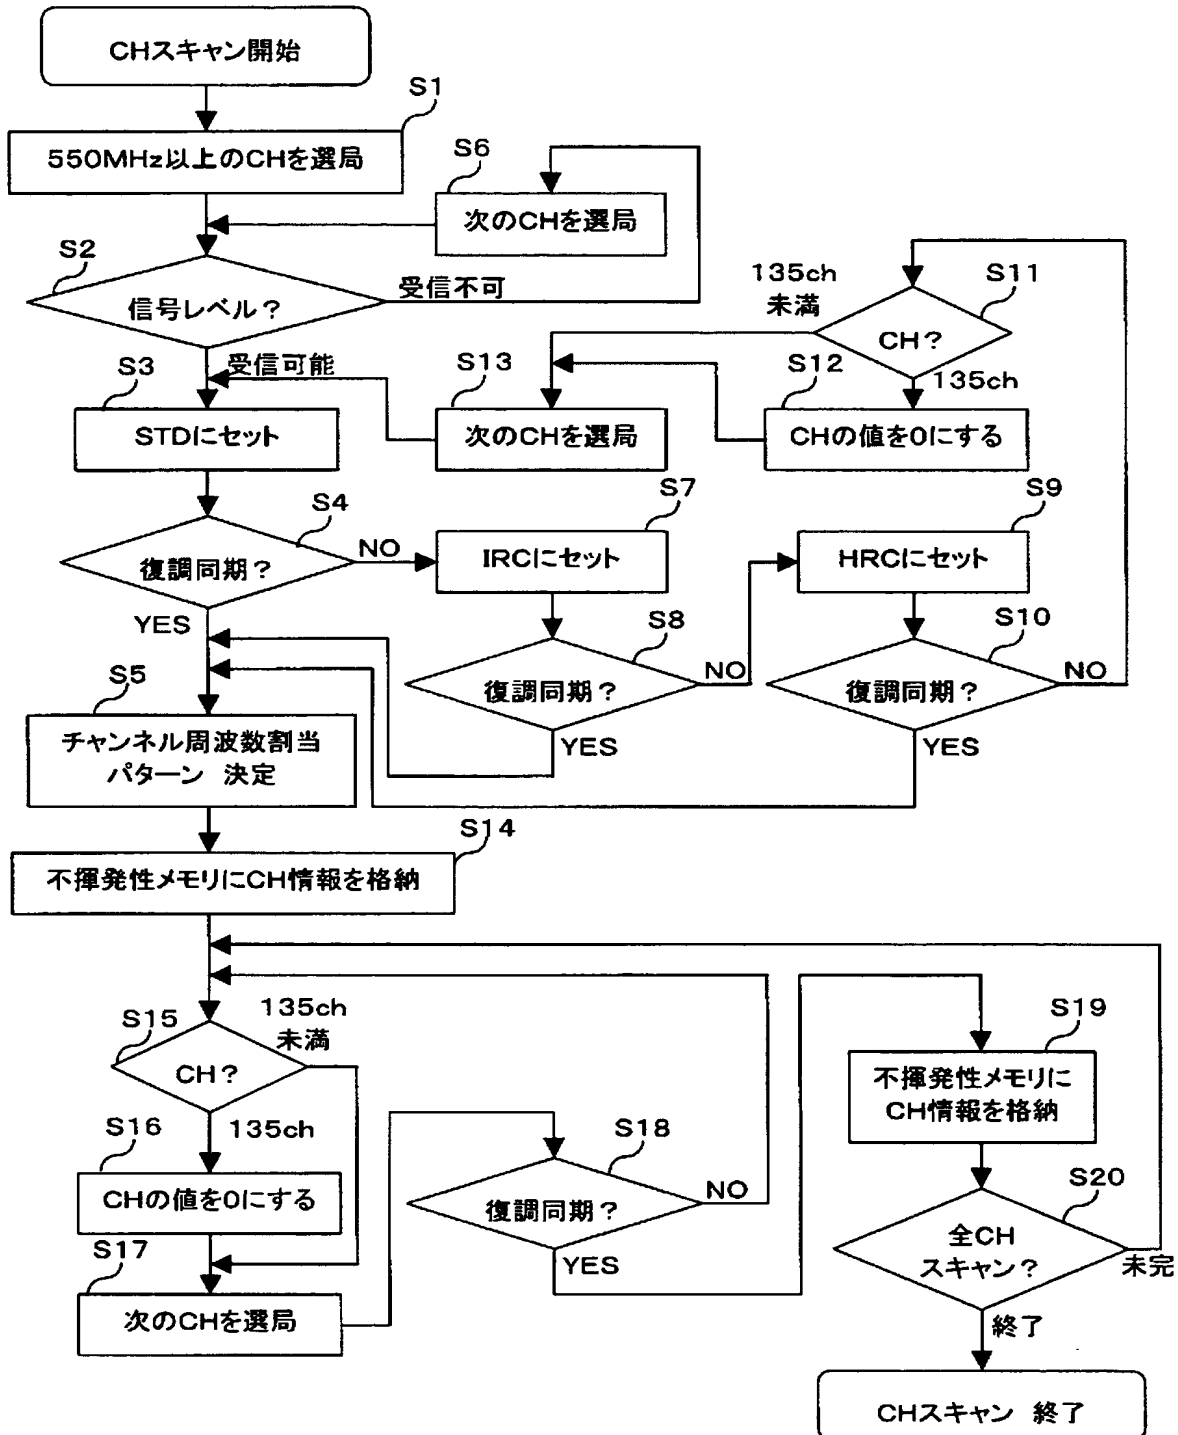 CHスキャン開始
S1
550MHz以上のCHを選局
S6
次のCHを選局
S2
信号レベル？
受信不可
135ch
未満
S11
CH？
S3
受信可能
S13
S12
135ch
STDにセット
次のCHを選局
CHの値を0にする
S4
S7
S9
復調同期？
NO
IRCにセット
HRCにセット
YES
S8
S10
S5
復調同期？
NO
復調同期？
NO
チャンネル周波数割当
パターン 決定
YES
YES
S14
不揮発性メモリにCH情報を格納
S15
135ch
未満
CH？
S19
不揮発性メモリに
CH情報を格納
S16
135ch
S18
CHの値を0にする
復調同期？
NO
S20
全CH
スキャン？
未完
S17
YES
次のCHを選局
終了
CHスキャン 終了